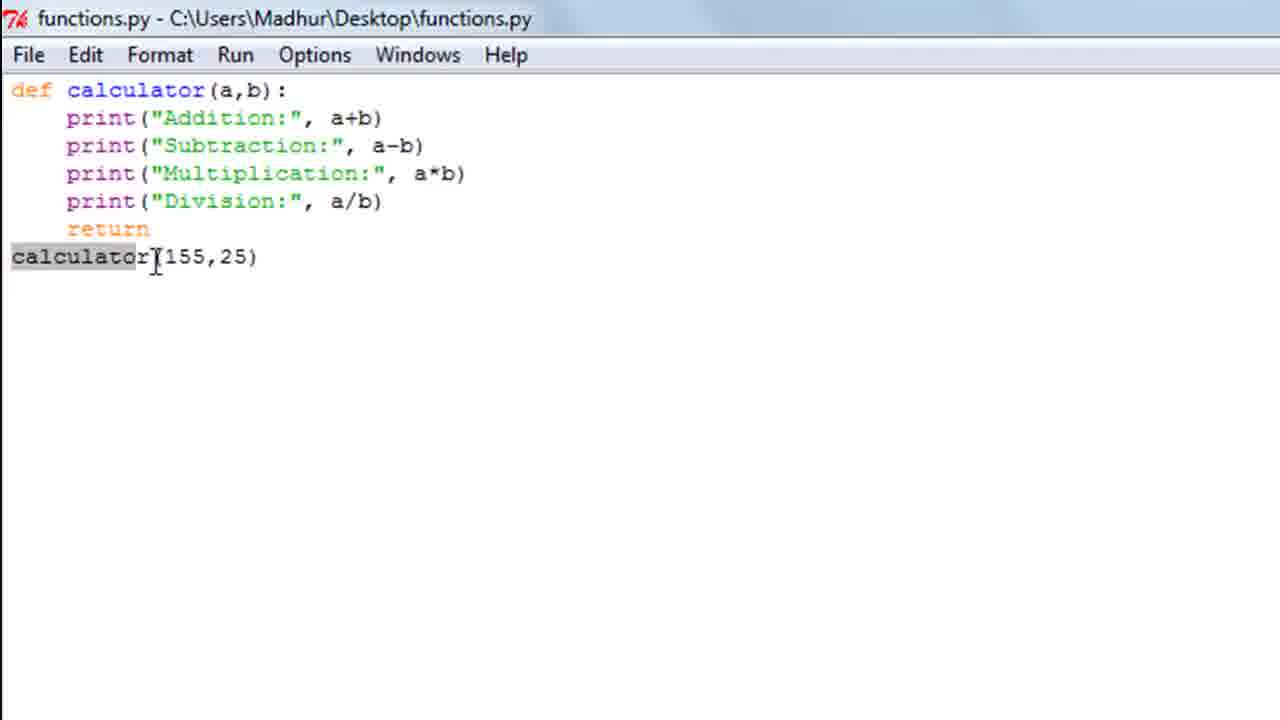 functions.py - C:\Users\Madhur\Desktop\functions.py
File Edit Format Run Options Windows Help
def calculator(a,b):
    print("Addition:", a+b)
    print("Subtraction:", a-b)
    print("Multiplication:", a*b)
    print("Division:", a/b)
    return
calculator(155,25)